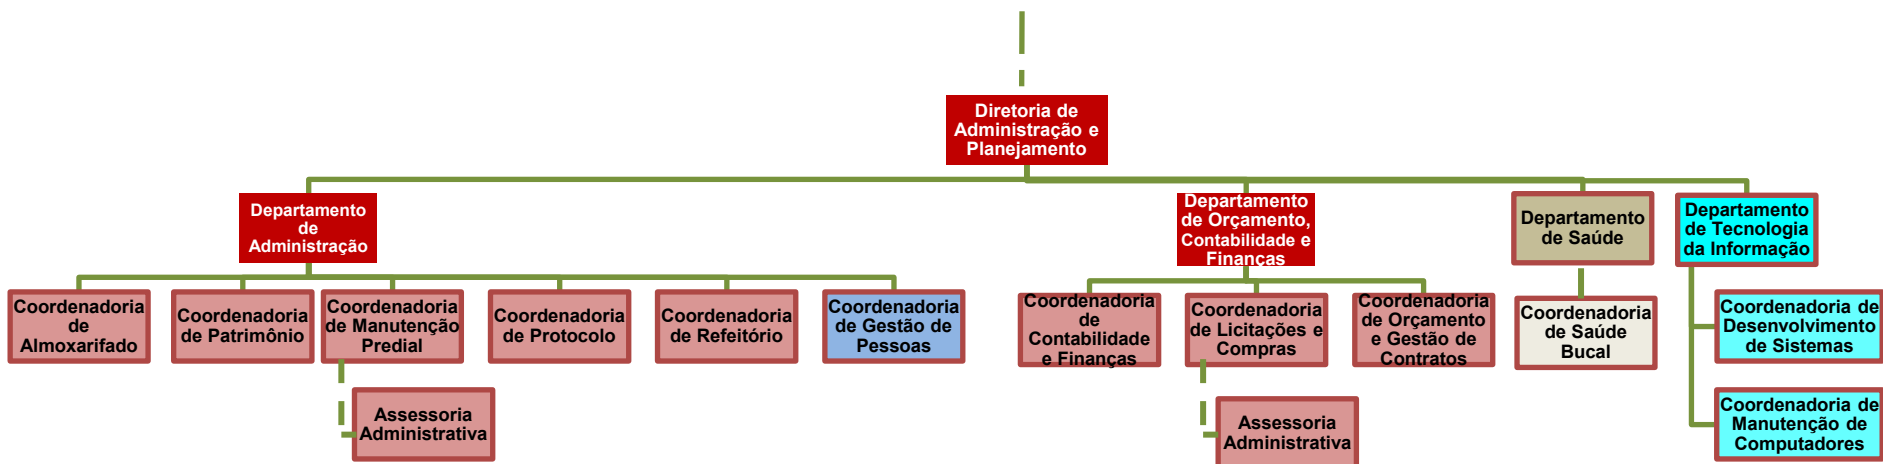 Diretoria de
Administração e
Planejamento
Departamento
de
Administração
Departamento
de Orçamento,
Contabilidade e
Finanças
Departamento
de Saúde
Departamento
de Tecnologia
da Informação
Coordenadoria
de
Almoxarifado
Coordenadoria
de Patrimônio
Coordenadoria
de Manutenção
Predial
Coordenadoria
de Protocolo
Coordenadoria
de Refeitório
Coordenadoria
de Gestão de
Pessoas
Coordenadoria
de
Contabilidade
e Finanças
Coordenadoria
de Licitações e
Compras
Coordenadoria
de Orçamento
e Gestão de
Contratos
Coordenadoria
de Saúde
Bucal
Coordenadoria de
Desenvolvimento
de Sistemas
Assessoria
Administrativa
Assessoria
Administrativa
Coordenadoria de
Manutenção de
Computadores